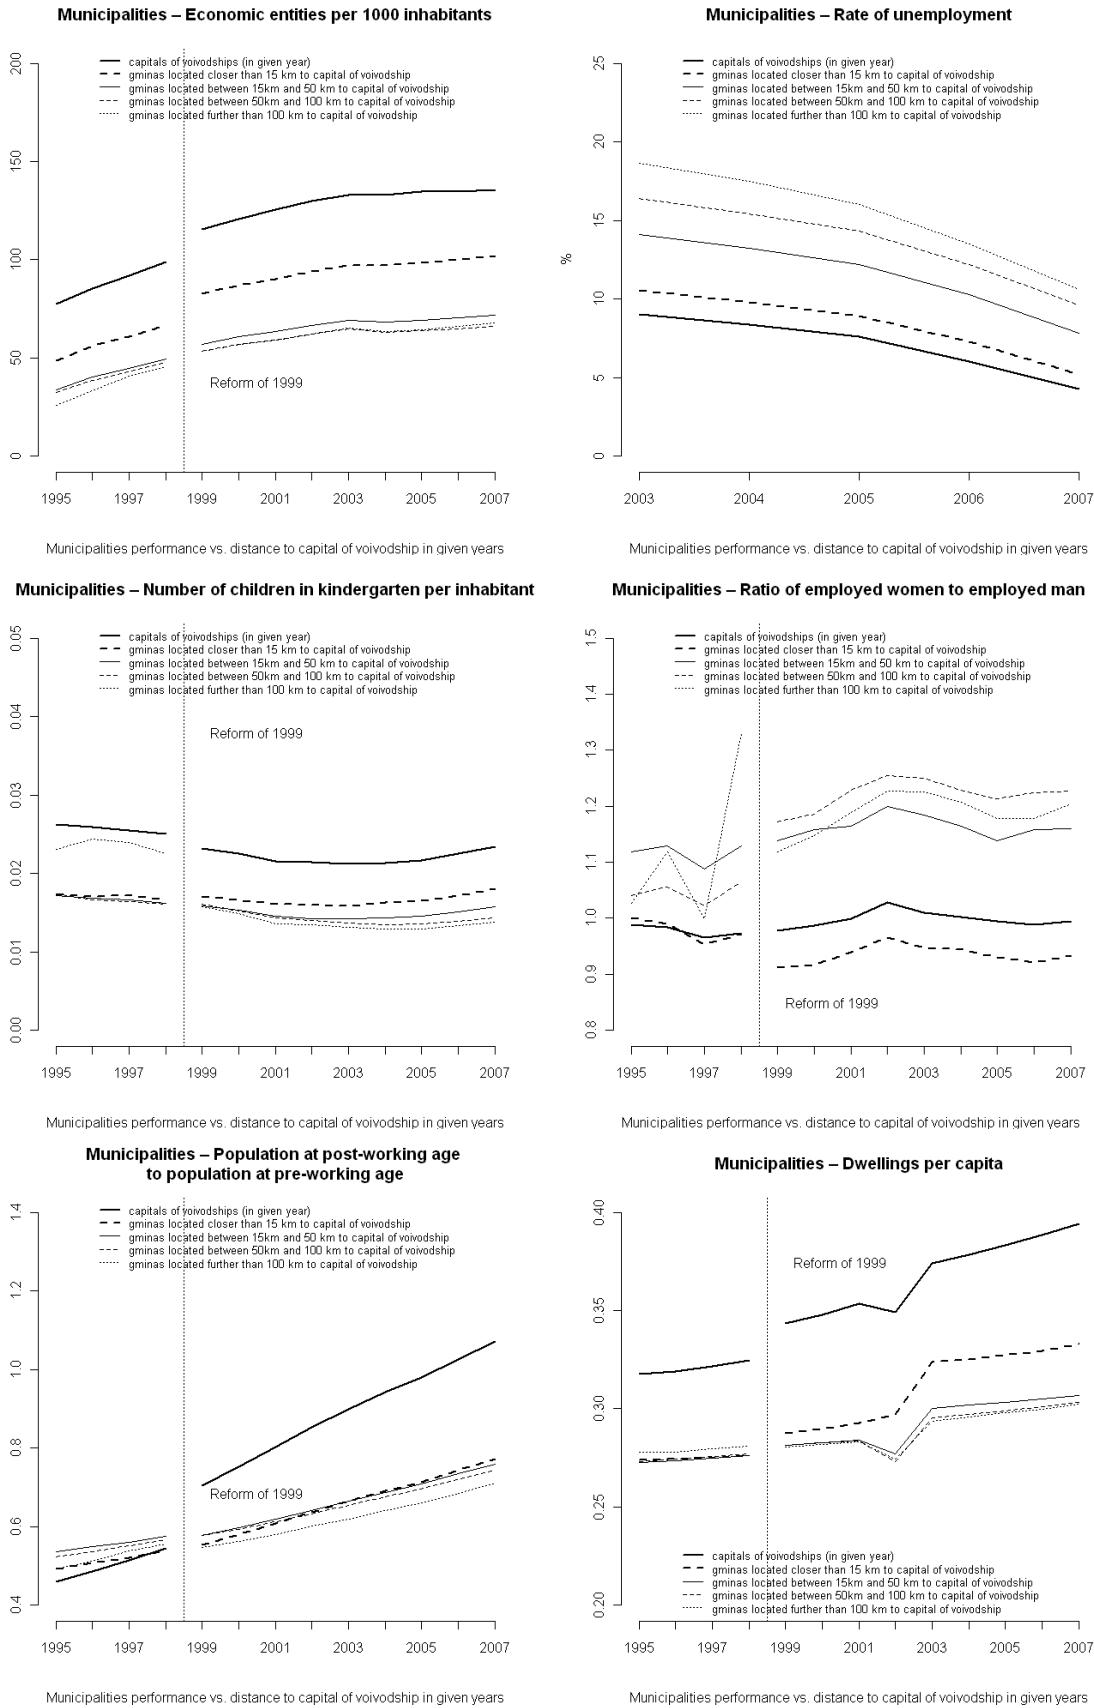 Municipalities – Economic entities per 1000 inhabitants
capitals of voivodships (in given year)
gminas located closer than 15 km to capital of voivodship
gminas located between 15km and 50 km to capital of voivodship
gminas located between 50km and 100 km to capital of voivodship
gminas located further than 100 km to capital of voivodship
200
150
100
50
0
Reform of 1999
1995 1997 1999 2001 2003 2005 2007
Municipalities performance vs. distance to capital of voivodship in given years
Municipalities – Rate of unemployment
capitals of voivodships (in given year)
gminas located closer than 15 km to capital of voivodship
gminas located between 15km and 50 km to capital of voivodship
gminas located between 50km and 100 km to capital of voivodship
gminas located further than 100 km to capital of voivodship
%
25
20
15
10
5
0
2003 2004 2005 2006 2007
Municipalities performance vs. distance to capital of voivodship in given years
Municipalities – Number of children in kindergarten per inhabitant
capitals of voivodships (in given year)
gminas located closer than 15 km to capital of voivodship
gminas located between 15km and 50 km to capital of voivodship
gminas located between 50km and 100 km to capital of voivodship
gminas located further than 100 km to capital of voivodship
0.05
0.04
0.03
0.02
0.01
0.00
Reform of 1999
1995 1997 1999 2001 2003 2005 2007
Municipalities performance vs. distance to capital of voivodship in given years
Municipalities – Ratio of employed women to employed man
capitals of voivodships (in given year)
gminas located closer than 15 km to capital of voivodship
gminas located between 15km and 50 km to capital of voivodship
gminas located between 50km and 100 km to capital of voivodship
gminas located further than 100 km to capital of voivodship
1.5
1.4
1.3
1.2
1.1
1.0
0.9
0.8
Reform of 1999
1995 1997 1999 2001 2003 2005 2007
Municipalities performance vs. distance to capital of voivodship in given years
Municipalities – Population at post-working age
to population at pre-working age
capitals of voivodships (in given year)
gminas located closer than 15 km to capital of voivodship
gminas located between 15km and 50 km to capital of voivodship
gminas located between 50km and 100 km to capital of voivodship
gminas located further than 100 km to capital of voivodship
1.4
1.2
1.0
0.8
0.6
0.4
Reform of 1999
1995 1997 1999 2001 2003 2005 2007
Municipalities performance vs. distance to capital of voivodship in given years
Municipalities – Dwellings per capita
0.40
0.35
0.30
0.25
0.20
Reform of 1999
capitals of voivodships (in given year)
gminas located closer than 15 km to capital of voivodship
gminas located between 15km and 50 km to capital of voivodship
gminas located between 50km and 100 km to capital of voivodship
gminas located further than 100 km to capital of voivodship
1995 1997 1999 2001 2003 2005 2007
Municipalities performance vs. distance to capital of voivodship in given years